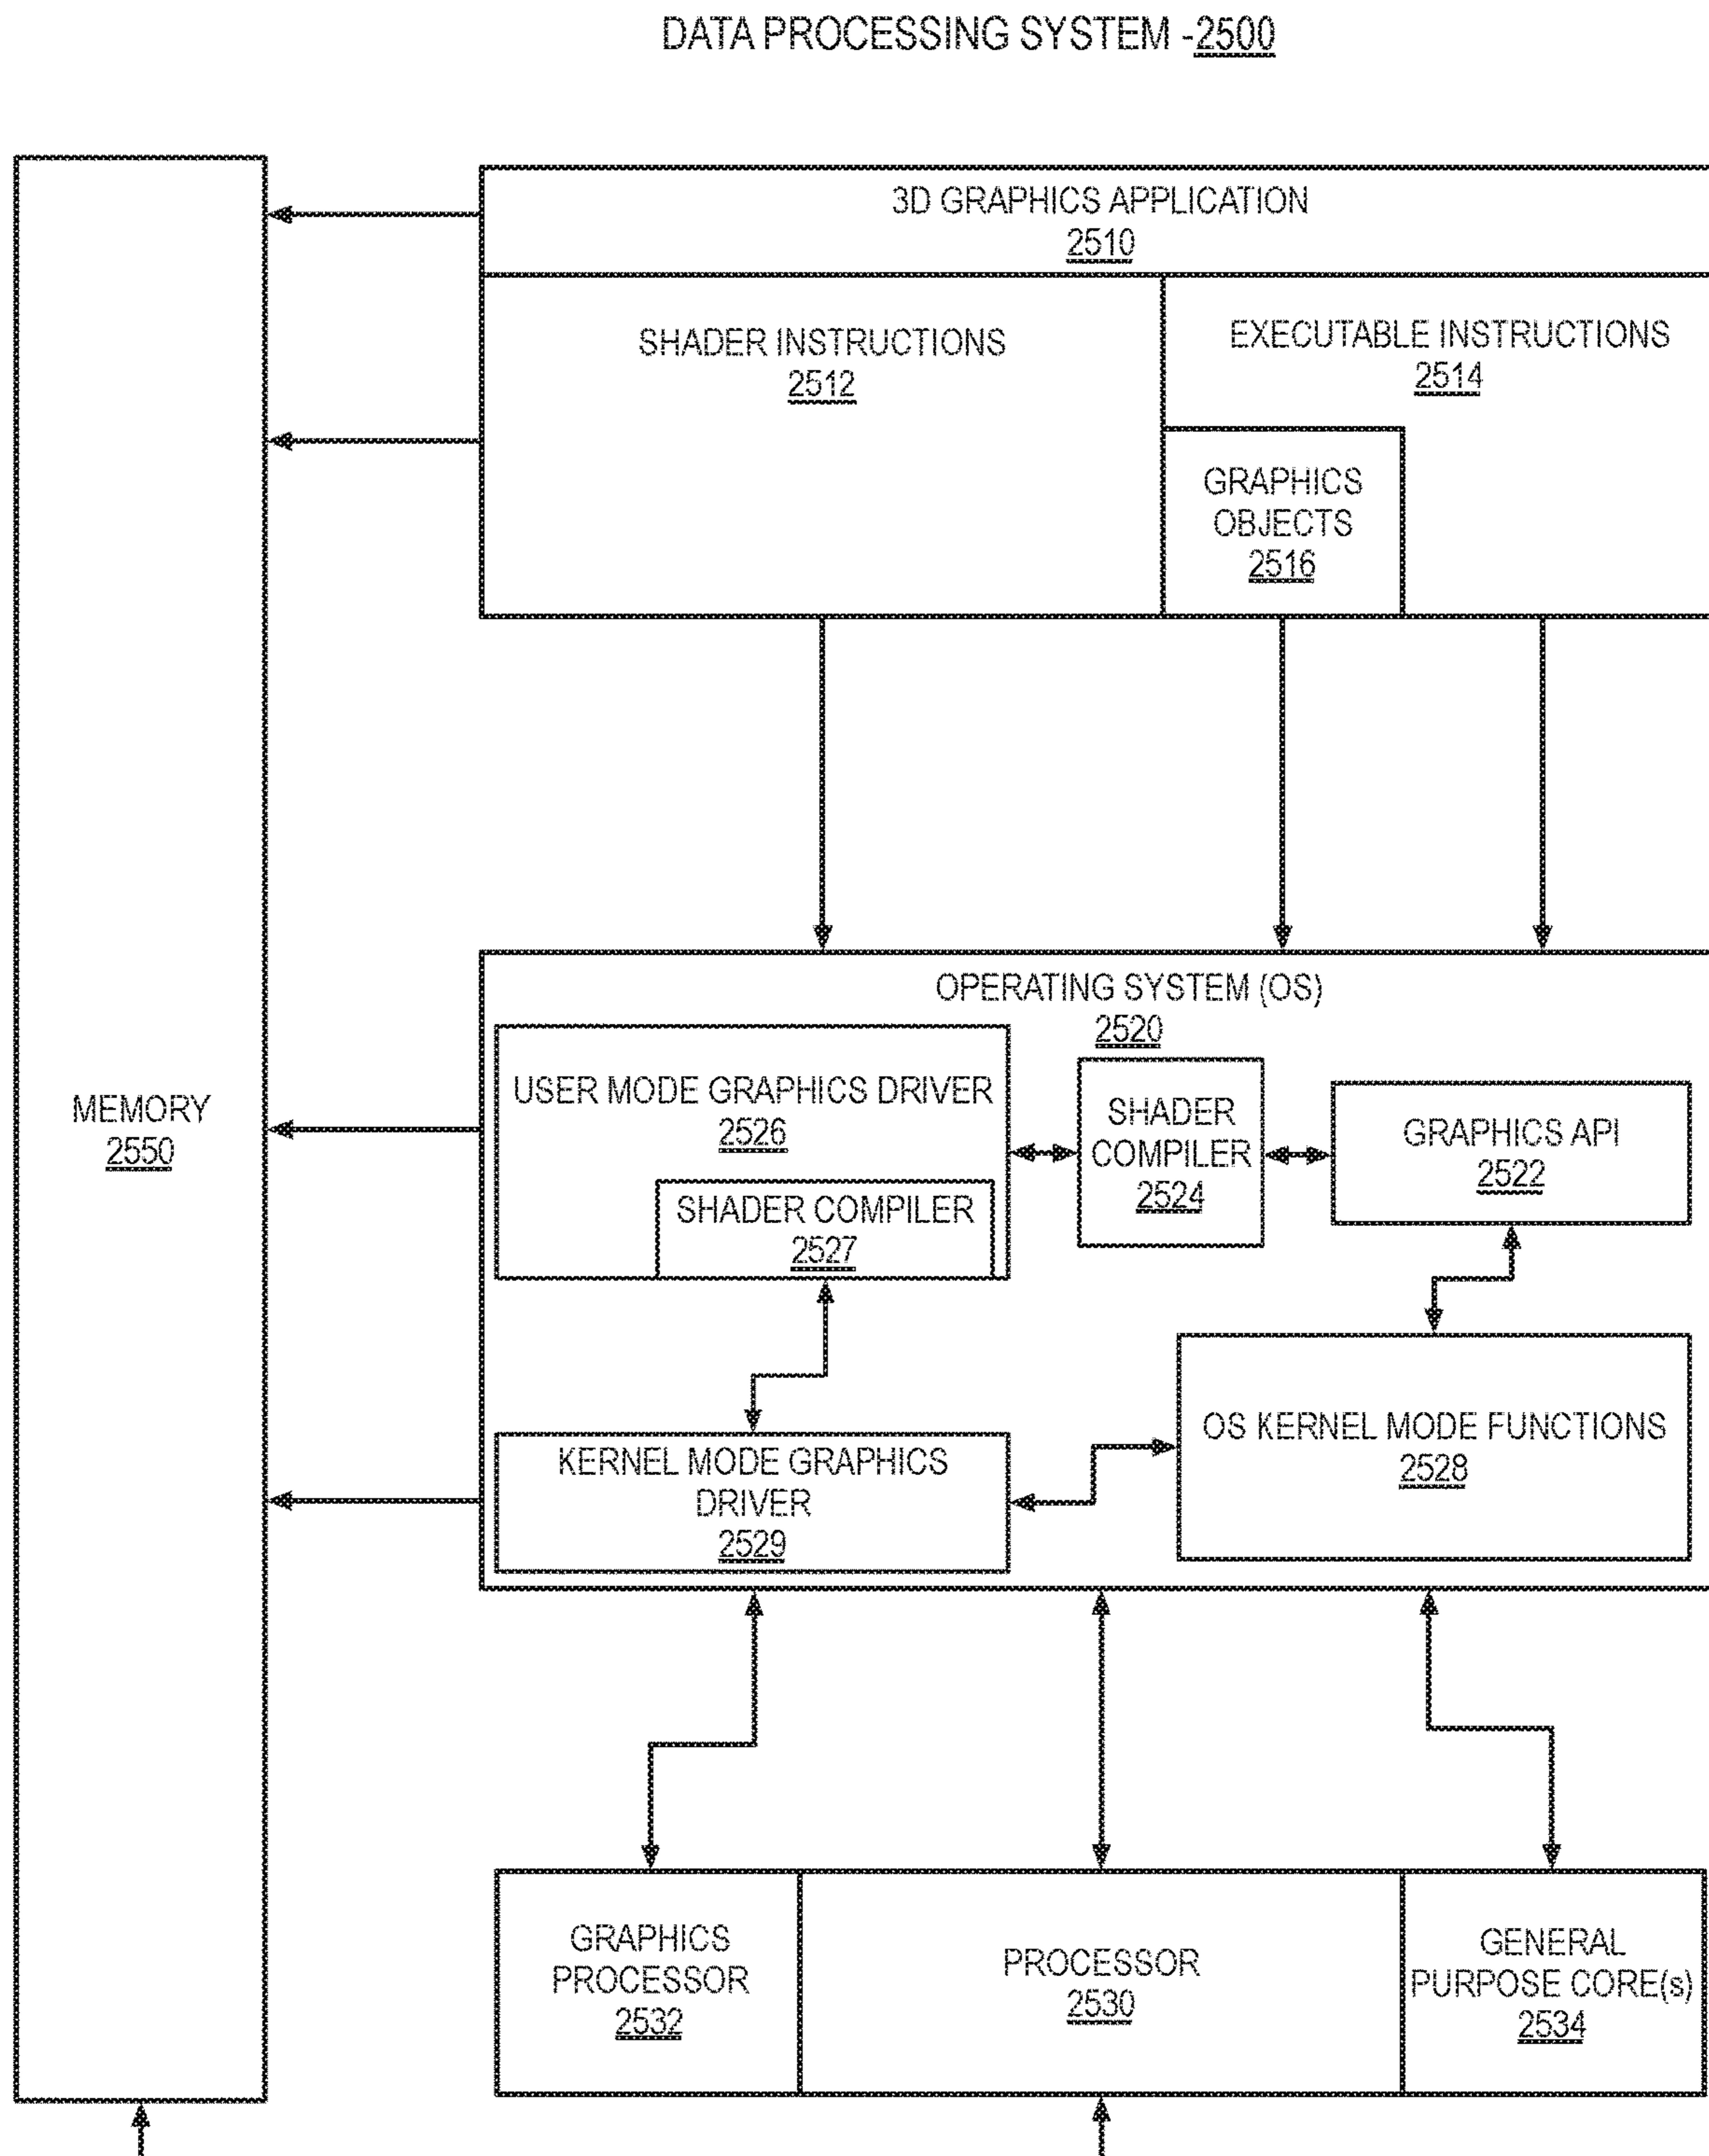 DATA PROCESSING SYSTEM -2500
3D GRAPHICS APPLICATION
2510
SHADER INSTRUCTIONS
2512
EXECUTABLE INSTRUCTIONS
2514
GRAPHICS
OBJECTS
2516
MEMORY
2550
OPERATING SYSTEM (OS)
2520
USER MODE GRAPHICS DRIVER
2526
SHADER COMPILER
2527
SHADER
COMPILER
2524
GRAPHICS API
2522
KERNEL MODE GRAPHICS
DRIVER
2529
OS KERNEL MODE FUNCTIONS
2528
GRAPHICS
PROCESSOR
2532
PROCESSOR
2530
GENERAL
PURPOSE CORE(s)
2534